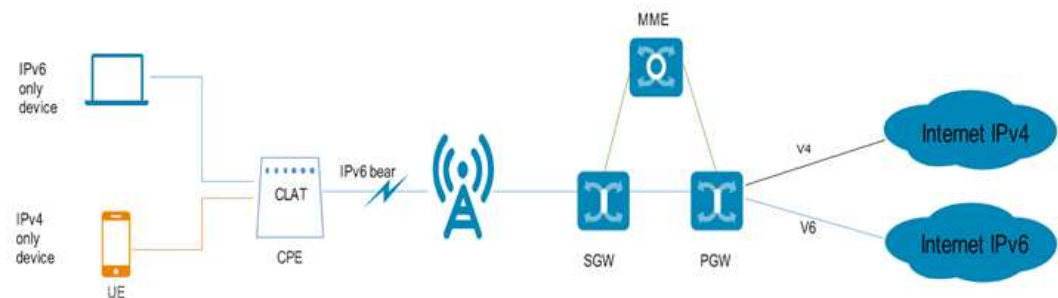 MME
IPv6
only
device
Internet IPv4
V4
IPv6 bear
CLAT
IPv4
only
device
CPE
SGW
PGW
V6
Internet IPv6
UE